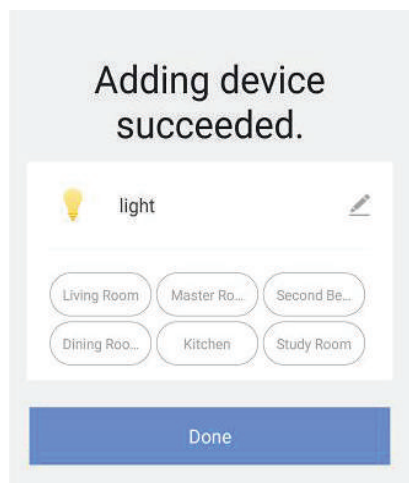 Adding device
succeeded.
light
Living Room Master Ro... Second Be...
Dining Roo... Kitchen Study Room
Done